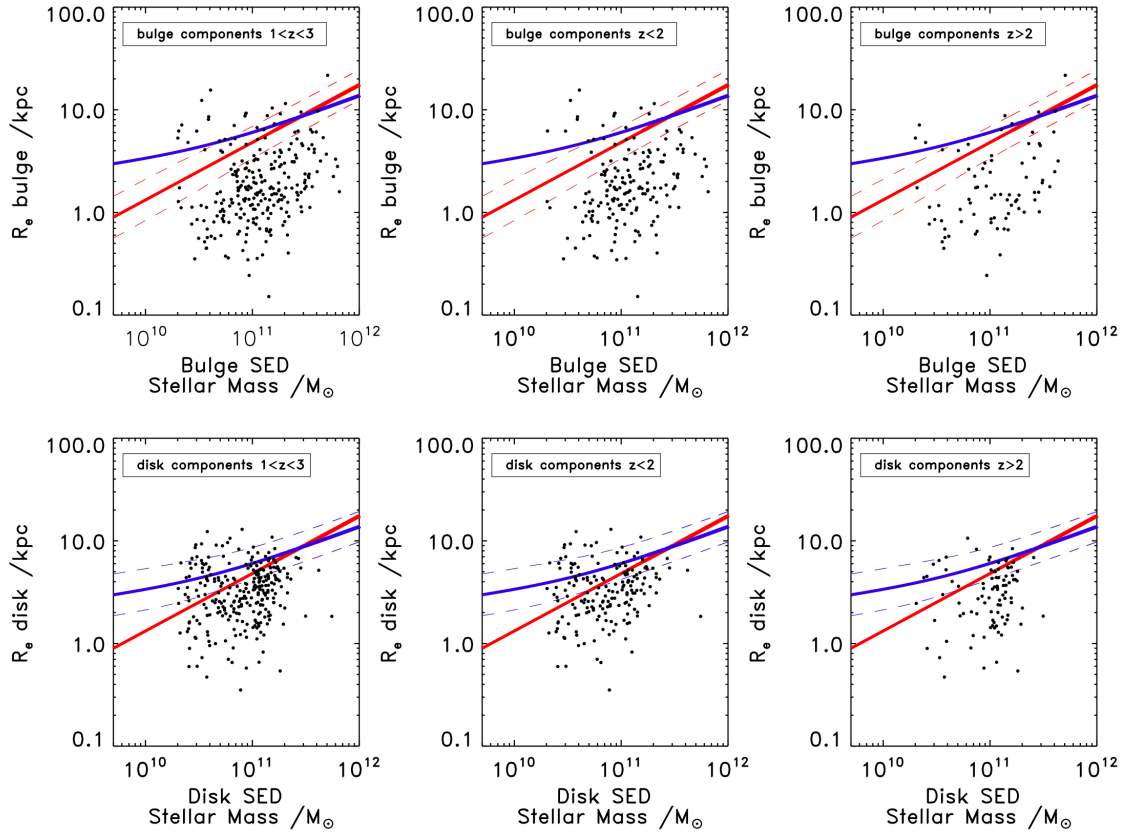 100.0
10.0
1.0
0.1
R_e bulge /kpc
bulge components 1<z<3
10^10 10^11 10^12
Bulge SED
Stellar Mass /M_⊙
100.0
10.0
1.0
0.1
R_e bulge /kpc
bulge components z<2
10^10 10^11 10^12
Bulge SED
Stellar Mass /M_⊙
100.0
10.0
1.0
0.1
R_e bulge /kpc
bulge components z>2
10^10 10^11 10^12
Bulge SED
Stellar Mass /M_⊙
100.0
10.0
1.0
0.1
R_e disk /kpc
disk components 1<z<3
10^10 10^11 10^12
Disk SED
Stellar Mass /M_⊙
100.0
10.0
1.0
0.1
R_e disk /kpc
disk components z<2
10^10 10^11 10^12
Disk SED
Stellar Mass /M_⊙
100.0
10.0
1.0
0.1
R_e disk /kpc
disk components z>2
10^10 10^11 10^12
Disk SED
Stellar Mass /M_⊙